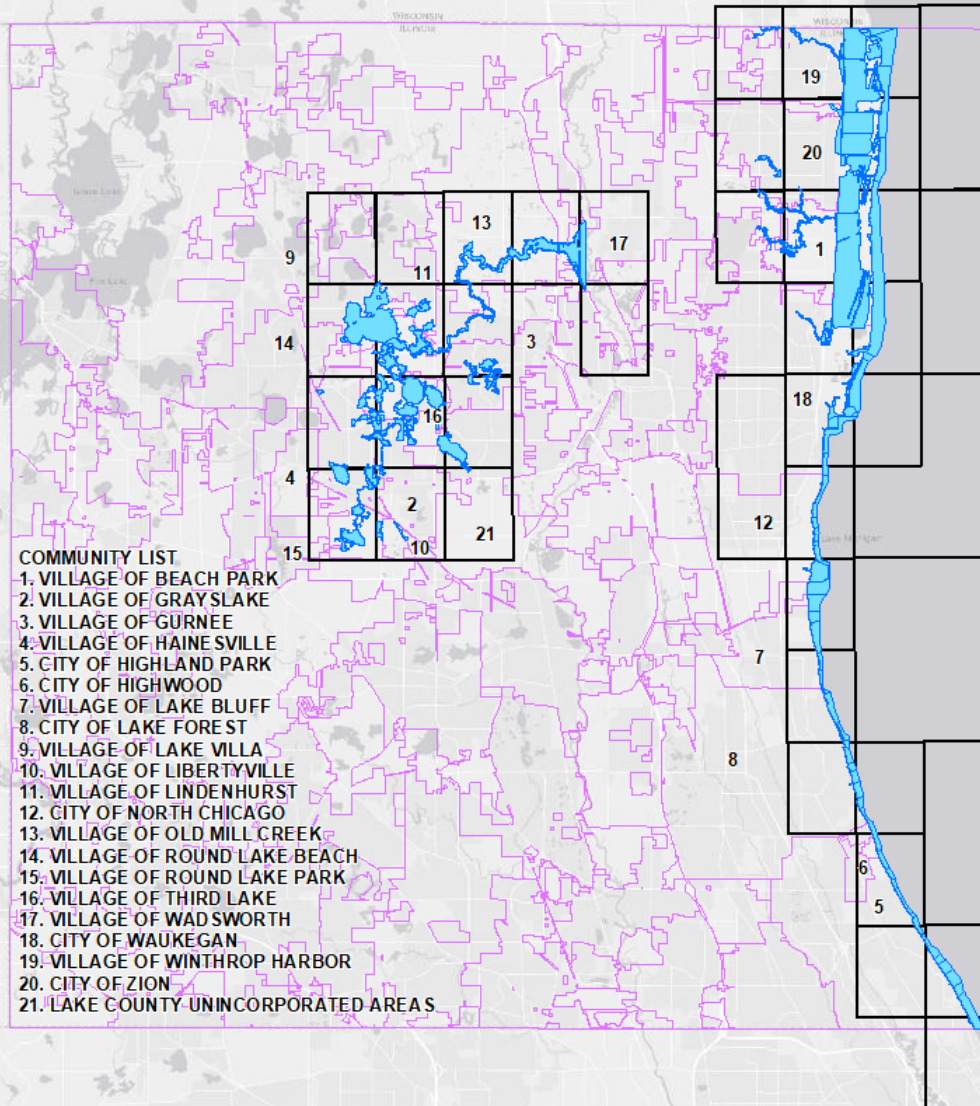 WISCONSIN
ILLINOIS
WISCONSIN
ILLINOIS
19
20
13
17
1
9
11
Fox Lake
14
3
18
16
4
2
12
21
10
15
Lake Michigan
COMMUNITY LIST
1. VILLAGE OF BEACH PARK
2. VILLAGE OF GRAYSLAKE
3. VILLAGE OF GURNEE
4. VILLAGE OF HAINESVILLE
5. CITY OF HIGHLAND PARK
6. CITY OF HIGHWOOD
7. VILLAGE OF LAKE BLUFF
8. CITY OF LAKE FOREST
9. VILLAGE OF LAKE VILLA
10. VILLAGE OF LIBERTYVILLE
11. VILLAGE OF LINDENHURST
12. CITY OF NORTH CHICAGO
13. VILLAGE OF OLD MILL CREEK
14. VILLAGE OF ROUND LAKE BEACH
15. VILLAGE OF ROUND LAKE PARK
16. VILLAGE OF THIRD LAKE
17. VILLAGE OF WADSWORTH
18. CITY OF WAUKEGAN
19. VILLAGE OF WINTHROP HARBOR
20. CITY OF ZION
21. LAKE COUNTY UNINCORPORATED AREAS
7
8
6
5